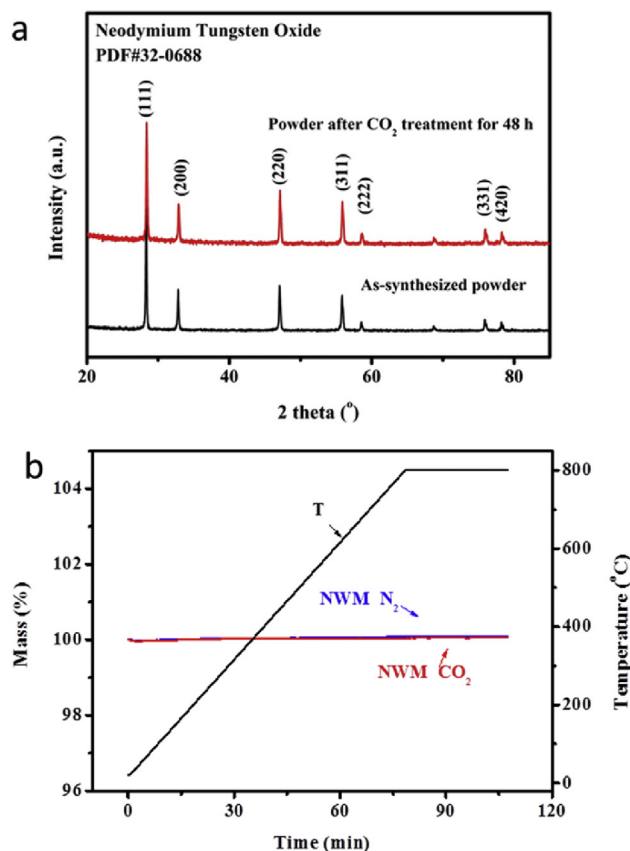 a
Neodymium Tungsten Oxide
PDF#32-0688
(111)
(200)
(220)
(311)
(222)
(331)
(420)
Powder after CO₂ treatment for 48 h
As-synthesized powder
Intensity (a.u.)
20
40
60
80
2 theta (°)
b
104
102
100
98
96
Mass (%)
T
NWM N₂
NWM CO₂
800
600
400
200
0
Temperature (°C)
0
30
60
90
120
Time (min)